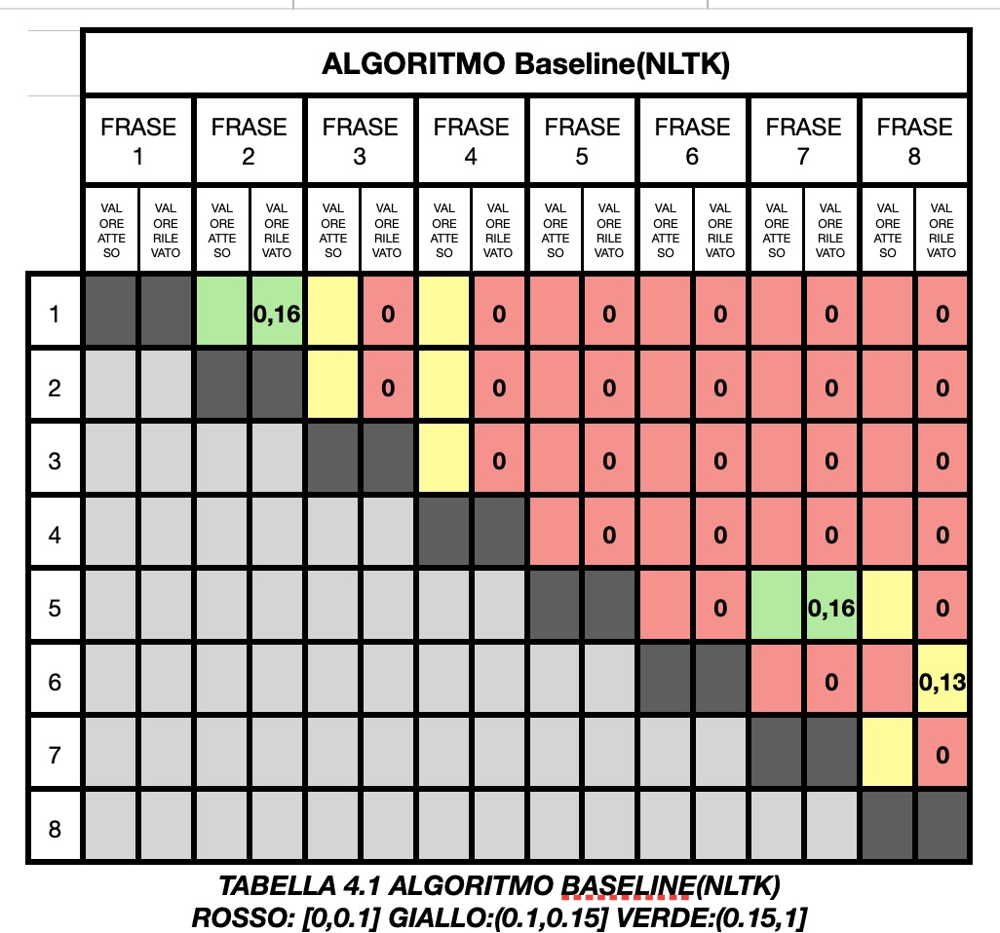 ALGORITMO Baseline(NLTK)
FRASE 1 FRASE 2 FRASE 3 FRASE 4 FRASE 5 FRASE 6 FRASE 7 FRASE 8
VAL VAL VAL VAL VAL VAL VAL VAL VAL VAL VAL VAL VAL VAL VAL VAL
ORE ORE ORE ORE ORE ORE ORE ORE ORE ORE ORE ORE ORE ORE ORE ORE
ATTE RILE ATTE RILE ATTE RILE ATTE RILE ATTE RILE ATTE RILE ATTE RILE ATTE RILE
SO VATO SO VATO SO VATO SO VATO SO VATO SO VATO SO VATO SO VATO
1 0,16 0 0 0 0 0 0
2 0 0 0 0 0 0
3 0 0 0 0 0
4 0 0 0 0
5 0 0,16 0
6 0 0,13
7 0
8
TABELLA 4.1 ALGORITMO BASELINE(NLTK)
ROSSO: [0,0.1] GIALLO:(0.1,0.15] VERDE:(0.15,1]